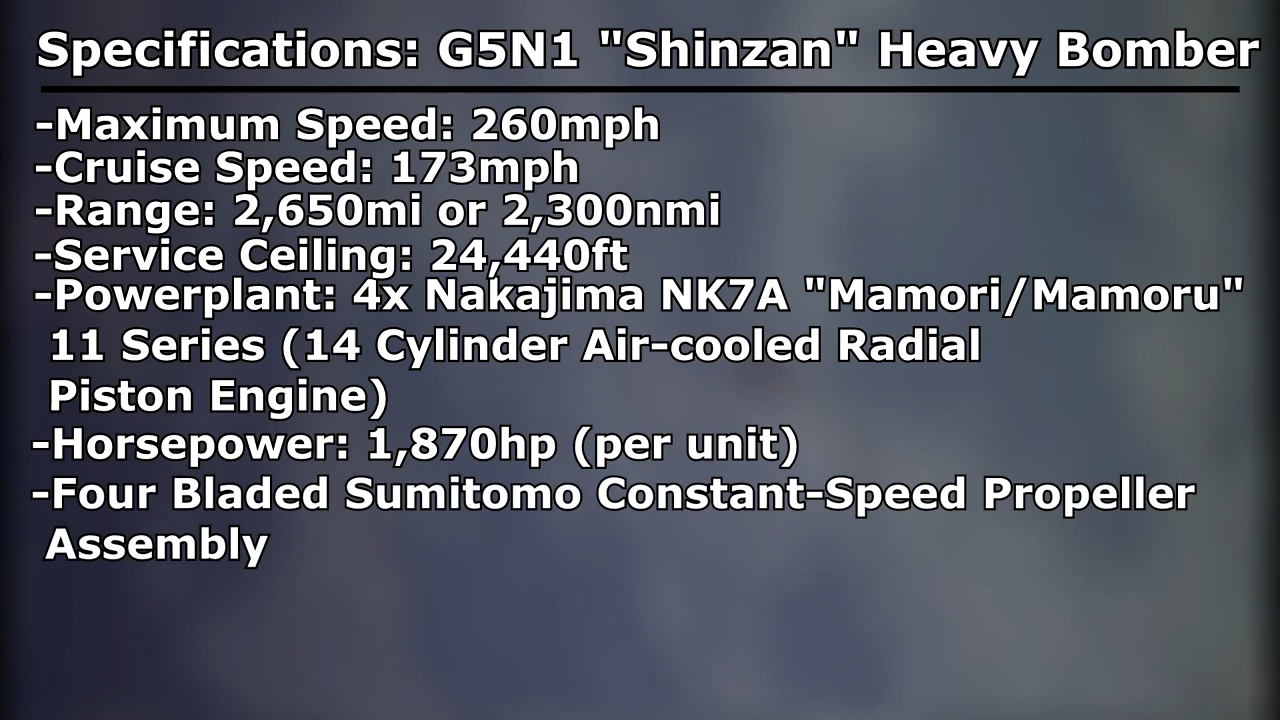 Specifications: G5N1 "Shinzan" Heavy Bomber
-Maximum Speed: 260mph
-Cruise Speed: 173mph
-Range: 2,650mi or 2,300nmi
-Service Ceiling: 24,440ft
-Powerplant: 4x Nakajima NK7A "Mamori/Mamoru"
11 Series (14 Cylinder Air-cooled Radial
Piston Engine)
-Horsepower: 1,870hp (per unit)
-Four Bladed Sumitomo Constant-Speed Propeller
Assembly